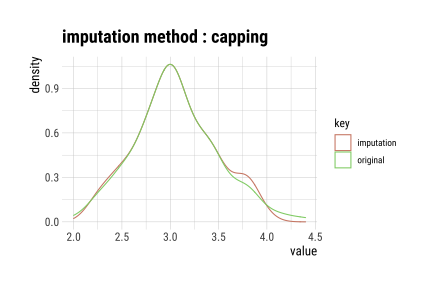 imputation method : capping
density
0.9
0.6
0.3
0.0
2.0 2.5 3.0 3.5 4.0 4.5
value
key
imputation
original